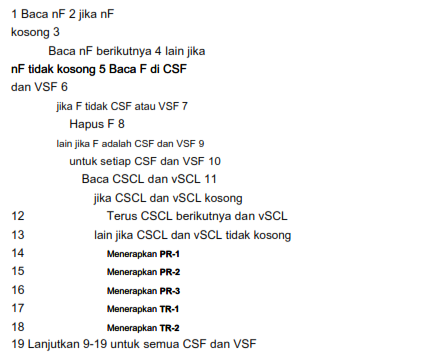 1 Baca nF 2 jika nF
kosong 3
Baca nF berikutnya 4 lain jika
nF tidak kosong 5 Baca F di CSF
dan VSF 6
jika F tidak CSF atau VSF 7
Hapus F 8
lain jika F adalah CSF dan VSF 9
untuk setiap CSF dan VSF 10
Baca CSCL dan vSCL 11
jika CSCL dan vSCL kosong
12 Terus CSCL berikutnya dan vSCL
13 lain jika CSCL dan vSCL tidak kosong
14 Menerapkan PR-1
15 Menerapkan PR-2
16 Menerapkan PR-3
17 Menerapkan TR-1
18 Menerapkan TR-2
19 Lanjutkan 9-19 untuk semua CSF dan VSF